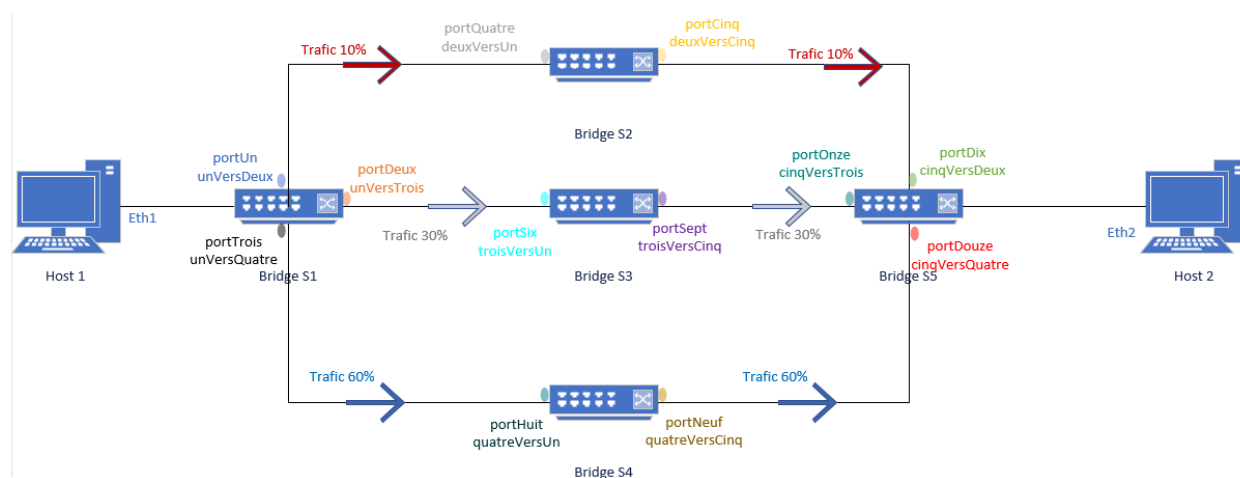 portQuatre
deuxVersUn
portCinq
deuxVersCinq
Trafic 10%
Trafic 10%
Bridge S2
portUn
unVersDeux
portDeux
unVersTrois
portOnze
cinqVersTrois
portDix
cinqVersDeux
Eth1
portTrois
unVersQuatre
Trafic 30%
portSix
troisVersUn
portSept
troisVersCinq
Trafic 30%
Eth2
portDouze
cinqVersQuatre
Host 1
Bridge S1
Bridge S3
Bridge S5
Host 2
Trafic 60%
Trafic 60%
portHuit
quatreVersUn
portNeuf
quatreVersCinq
Bridge S4